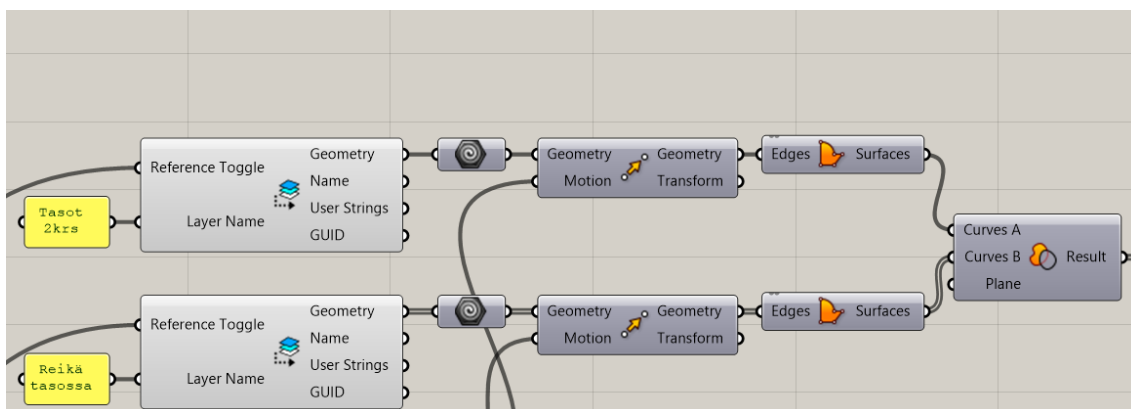 Reference Toggle
Layer Name
Geometry
Name
User Strings
GUID
Tasot
2krs
Geometry
Motion
Geometry
Transform
Edges
Surfaces
Curves A
Curves B
Plane
Result
Reference Toggle
Layer Name
Geometry
Name
User Strings
GUID
Reikä
tasossa
Geometry
Motion
Geometry
Transform
Edges
Surfaces